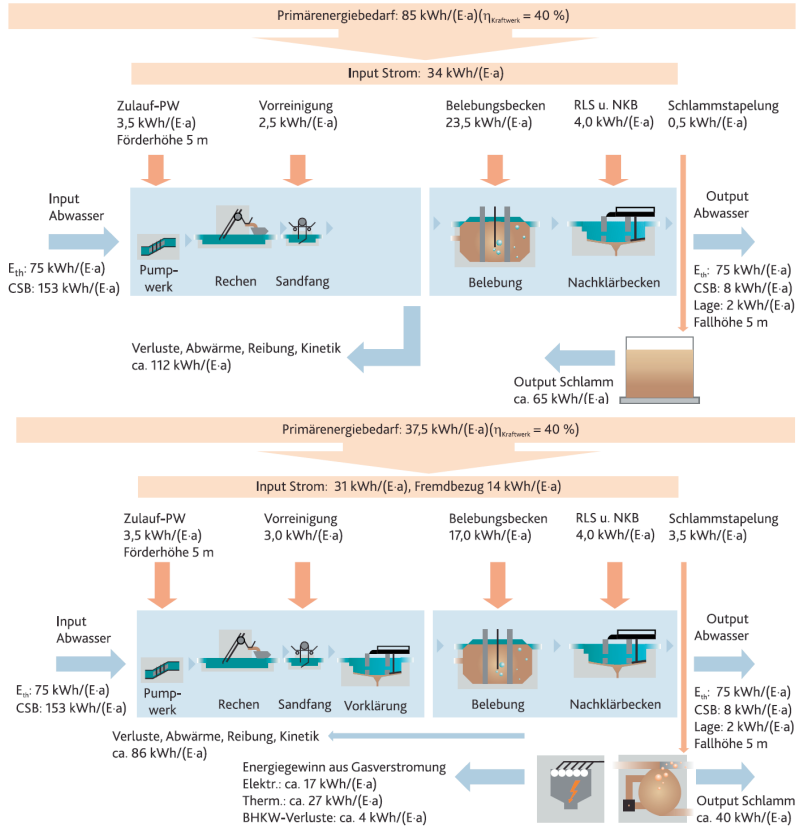 Primärenergiebedarf: 85 kWh/(E·a)(ηKraftwerk = 40 %)
Input Strom: 34 kWh/(E·a)
Zulauf-PW
3,5 kWh/(E·a)
Förderhöhe 5 m
Vorreinigung
2,5 kWh/(E·a)
Belebungsbecken
23,5 kWh/(E·a)
RLS u. NKB
4,0 kWh/(E·a)
Schlammstapelung
0,5 kWh/(E·a)
Input
Abwasser
Eth: 75 kWh/(E·a)
CSB: 153 kWh/(E·a)
Pump-
werk
Rechen
Sandfang
Belebung
Nachklärbecken
Output
Abwasser
Eth: 75 kWh/(E·a)
CSB: 8 kWh/(E·a)
Lage: 2 kWh/(E·a)
Fallhöhe 5 m
Verluste, Abwärme, Reibung, Kinetik
ca. 112 kWh/(E·a)
Output Schlamm
ca. 65 kWh/(E·a)
Primärenergiebedarf: 37,5 kWh/(E·a)(ηKraftwerk = 40 %)
Input Strom: 31 kWh/(E·a), Fremdbezug 14 kWh/(E·a)
Zulauf-PW
3,5 kWh/(E·a)
Förderhöhe 5 m
Vorreinigung
3,0 kWh/(E·a)
Belebungsbecken
17,0 kWh/(E·a)
RLS u. NKB
4,0 kWh/(E·a)
Schlammstapelung
3,5 kWh/(E·a)
Input
Abwasser
Eth: 75 kWh/(E·a)
CSB: 153 kWh/(E·a)
Pump-
werk
Rechen
Sandfang
Vorklärung
Belebung
Nachklärbecken
Output
Abwasser
Eth: 75 kWh/(E·a)
CSB: 8 kWh/(E·a)
Lage: 2 kWh/(E·a)
Fallhöhe 5 m
Verluste, Abwärme, Reibung, Kinetik
ca. 86 kWh/(E·a)
Energiegewinn aus Gasverstromung
Elektr.: ca. 17 kWh/(E·a)
Therm.: ca. 27 kWh/(E·a)
BHKW-Verluste: ca. 4 kWh/(E·a)
Output Schlamm
ca. 40 kWh/(E·a)